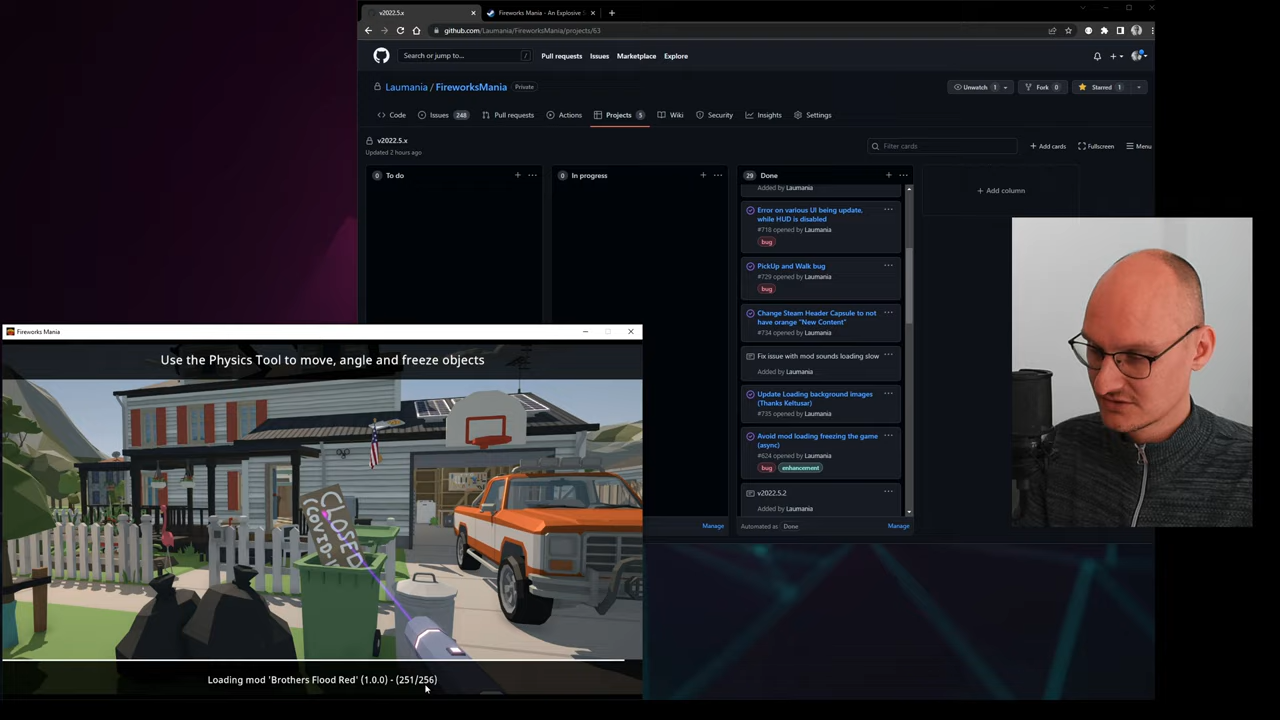 v2022.5.x
Fireworks Mania - An Explosive S
github.com/Laumania/FireworksMania/projects/63
Search or jump to...
/
Pull requests
Issues
Marketplace
Explore
Laumania / FireworksMania
Private
Unwatch 1
Fork 0
Starred 1
Code
Issues 248
Pull requests
Actions
Projects 5
Wiki
Security
Insights
Settings
v2022.5.x
Updated 2 hours ago
Filter cards
+ Add cards
Fullscreen
Menu
0 To do
0 In progress
29 Done
+ Add column
Added by Laumania
Error on various UI being update,
while HUD is disabled
#718 opened by Laumania
bug
PickUp and Walk bug
#729 opened by Laumania
bug
Change Steam Header Capsule to not
have orange "New Content"
#734 opened by Laumania
Fix issue with mod sounds loading slow
Added by Laumania
Update Loading background images
(Thanks Keltusar)
#735 opened by Laumania
Avoid mod loading freezing the game
(async)
#624 opened by Laumania
bug
enhancement
v2022.5.2
Added by Laumania
Manage
Automated as Done
Manage
Fireworks Mania
Use the Physics Tool to move, angle and freeze objects
CLOSED
Loading mod 'Brothers Flood Red' (1.0.0) - (251/256)